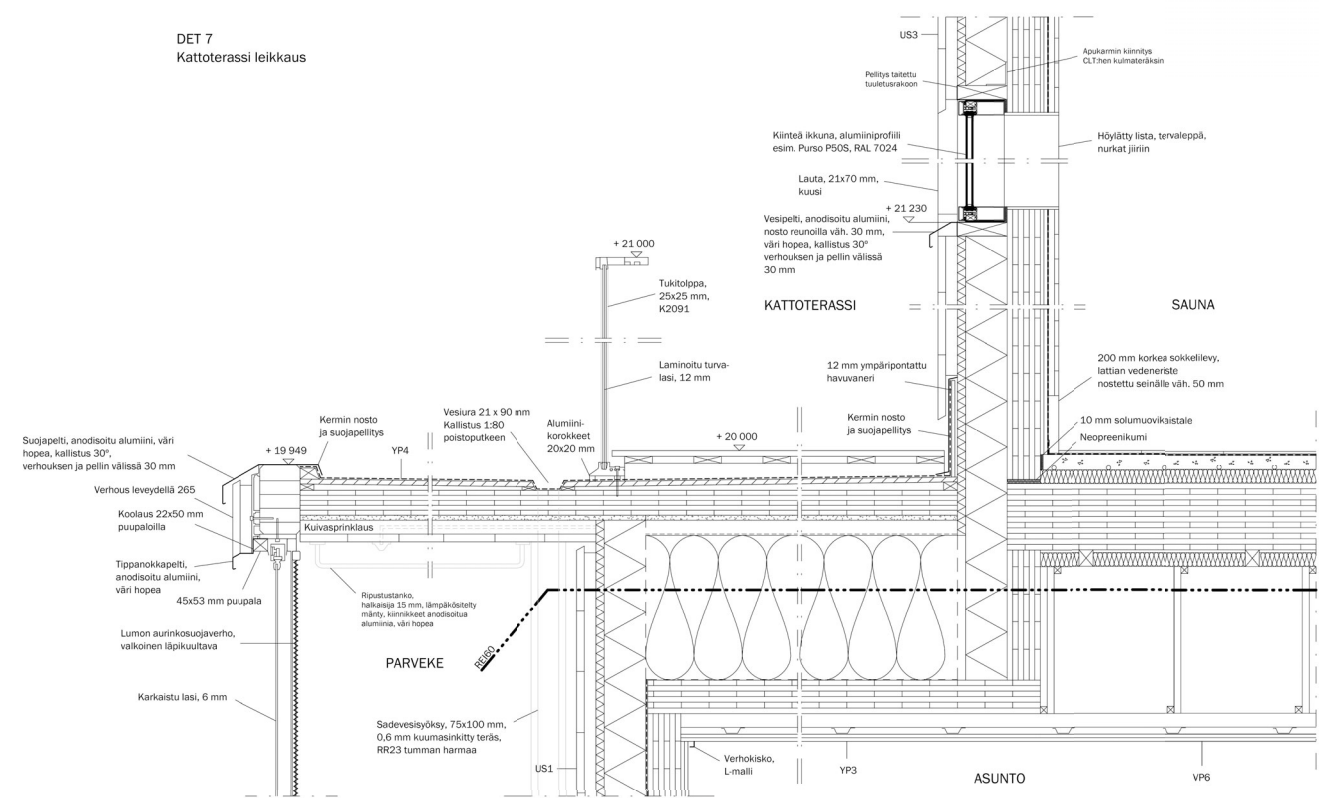 DET 7
Kattoterassi leikkaus
US3
Apukarmin kiinnitys
CLT:hen kulmateräksin
Pellitys taitettu
tuuletusrakoon
Kiinteä ikkuna, alumiiniprofiili
esim. Purso P50S, RAL 7024
Höylätty lista, tervaleppä,
nurkat jiiriin
Lauta, 21x70 mm,
kuusi
+ 21 230
Vesipelti, anodisoitu alumiini,
nosto reunoilla väh. 30 mm,
väri hopea, kallistus 30°
verhouksen ja pellin välissä
30 mm
+ 21 000
Tukitolppa,
25x25 mm,
K2091
KATTOTERASSI
SAUNA
Laminoitu turva-
lasi, 12 mm
12 mm ympäripontattu
havuvaneri
200 mm korkea sokkelilevy,
lattian vedeneriste
nostettu seinälle väh. 50 mm
Suojapelti, anodisoitu alumiini, väri
hopea, kallistus 30°,
verhouksen ja pellin välissä 30 mm
+ 19 949
Kermin nosto
ja suojapellitys
YP4
Vesiura 21 x 90 mm
Kallistus 1:80
poistoputkeen
Alumiini-
korokkeet
20x20 mm
+ 20 000
Kermin nosto
ja suojapellitys
10 mm solumuovikaistale
Neopreenikumi
Verhous leveydellä 265
Koolaus 22x50 mm
puupaloilla
Kuivasprinklaus
Tippanokkapelti,
anodisoitu alumiini,
väri hopea
45x53 mm puupala
Ripustustanko,
halkaisija 15 mm, lämpäkösitelty
mänty, kiinnikkeet anodisoitua
alumiinia, väri hopea
Lumon aurinkosuojaverho,
valkoinen läpikuultava
PARVEKE
REI60
Karkaistu lasi, 6 mm
Sadevesisyöksy, 75x100 mm,
0,6 mm kuumasinkitty teräs,
RR23 tumman harmaa
US1
Verhokisko,
L-malli
YP3
ASUNTO
VP6